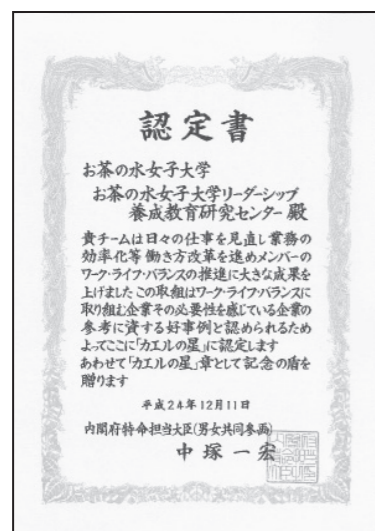 認定書
お茶の水女子大学
お茶の水女子大学リーダーシップ
養成教育研究センター 殿
貴チームは日々の仕事を見直し業務の
効率化等 働き方改革を進めメンバーの
ワーク・ライフ・バランスの推進に大きな成果を
上げました この取組はワーク・ライフ・バランスに
取り組む企業その必要性を感じている企業の
参考に資する好事例と認められるため
よってここに「カエルの星」に認定します
あわせて「カエルの星」章として記念の盾を
贈ります
平成24年12月11日
内閣府特命担当大臣(男女共同参画)
中塚一宏